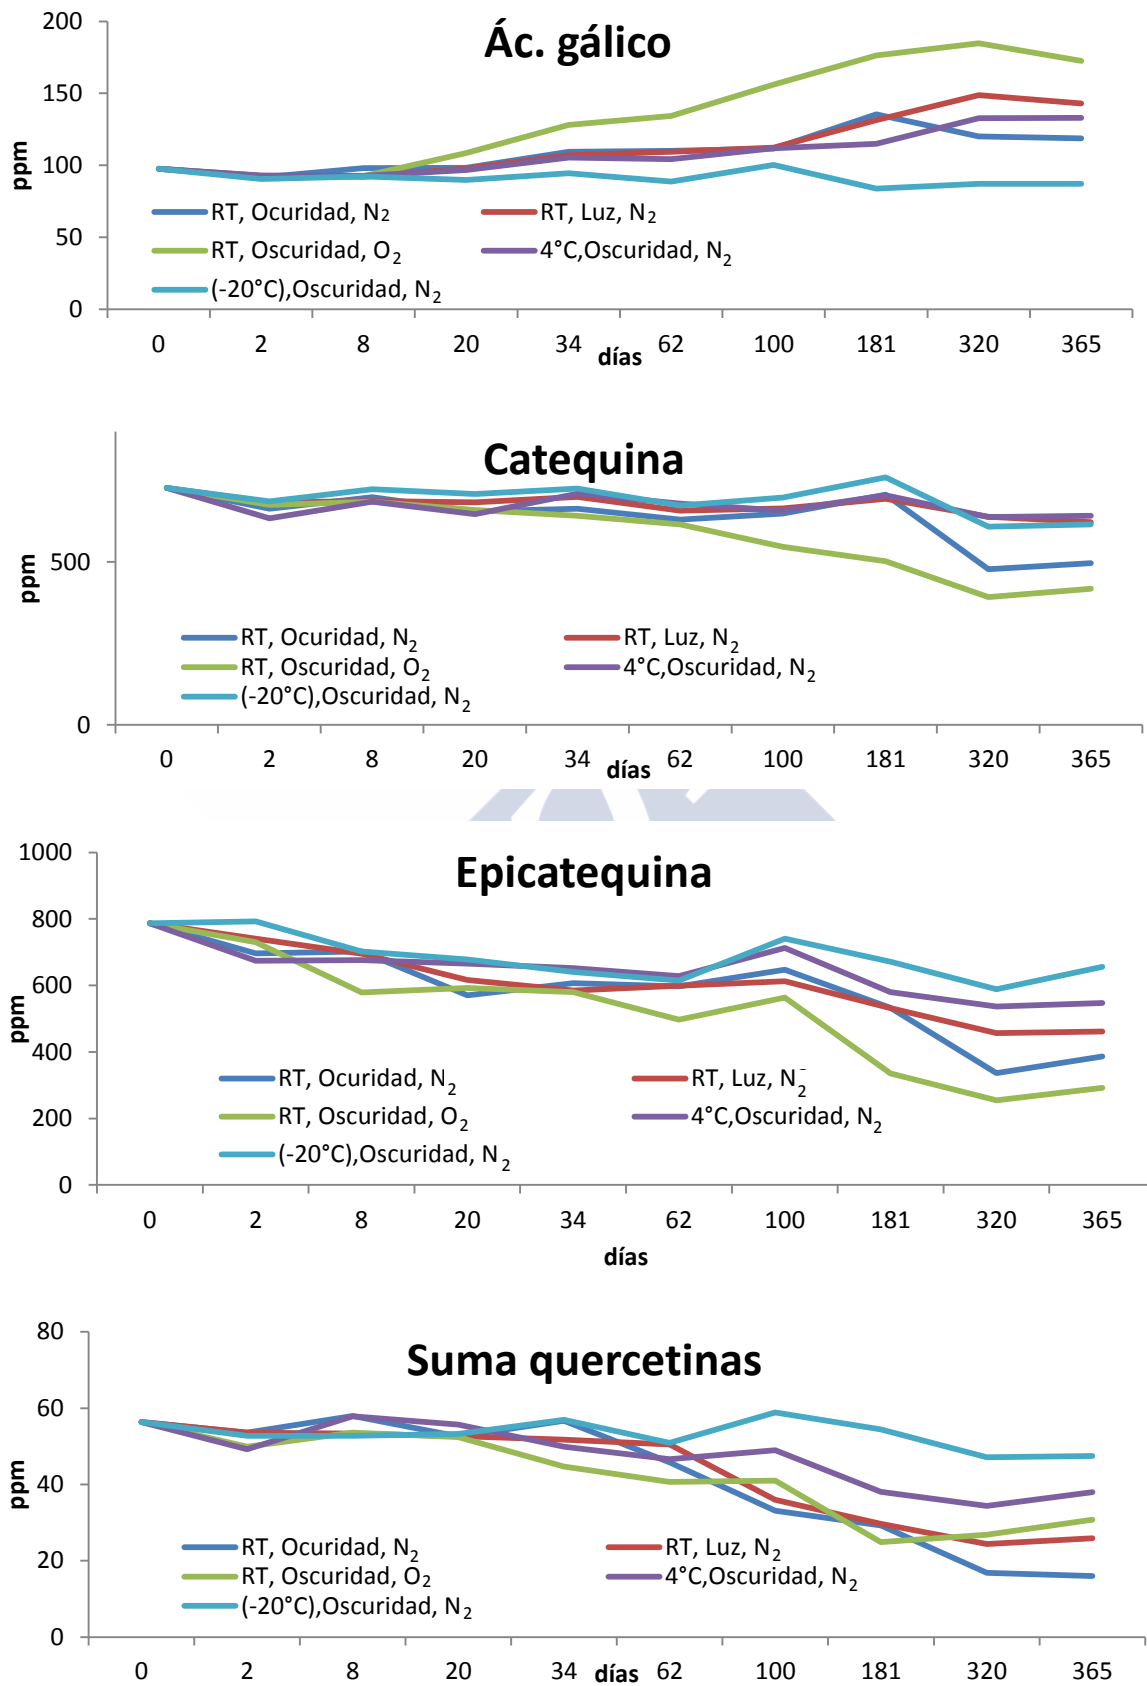 Ác. gálico
200
150
100
50
0
ppm
RT, Ocuridad, N2
RT, Luz, N2
RT, Oscuridad, O2
4°C,Oscuridad, N2
(-20°C),Oscuridad, N2
0 2 8 20 34 62 100 181 320 365
días
Catequina
500
0
ppm
RT, Ocuridad, N2
RT, Luz, N2
RT, Oscuridad, O2
4°C,Oscuridad, N2
(-20°C),Oscuridad, N2
0 2 8 20 34 62 100 181 320 365
días
Epicatequina
1000
800
600
400
200
0
ppm
RT, Ocuridad, N2
RT, Luz, N2
RT, Oscuridad, O2
4°C,Oscuridad, N2
(-20°C),Oscuridad, N2
0 2 8 20 34 62 100 181 320 365
días
Suma quercetinas
80
60
40
20
0
ppm
RT, Ocuridad, N2
RT, Luz, N2
RT, Oscuridad, O2
4°C,Oscuridad, N2
(-20°C),Oscuridad, N2
0 2 8 20 34 62 100 181 320 365
días